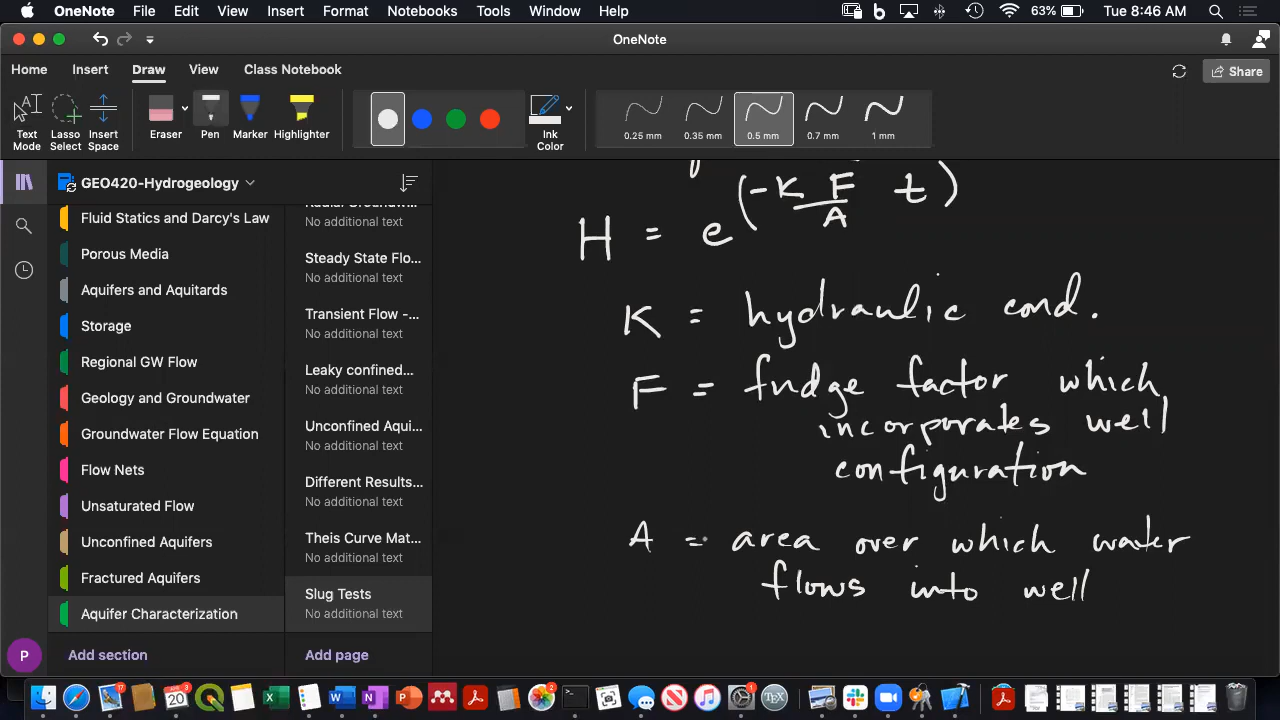 OneNote File Edit View Insert Format Notebooks Tools Window Help 63% Tue 8:46 AM
OneNote
Home Insert Draw View Class Notebook Share
Text Mode Lasso Select Insert Space Eraser Pen Marker Highlighter Ink Color 0.25 mm 0.35 mm 0.5 mm 0.7 mm 1 mm
GEO420-Hydrogeology
Fluid Statics and Darcy's Law
Porous Media
Aquifers and Aquitards
Storage
Regional GW Flow
Geology and Groundwater
Groundwater Flow Equation
Flow Nets
Unsaturated Flow
Unconfined Aquifers
Fractured Aquifers
Aquifer Characterization
Add section
P
No additional text
Steady State Flo...
No additional text
Transient Flow -...
No additional text
Leaky confined...
No additional text
Unconfined Aqui...
No additional text
Different Results...
No additional text
Theis Curve Mat...
No additional text
Slug Tests
No additional text
Add page
(-K F t)
A
H = e
K = hydraulic cond.
F = fudge factor which
incorporates well
configuration
A = area over which water
flows into well
17 20 3 2 1
TEX